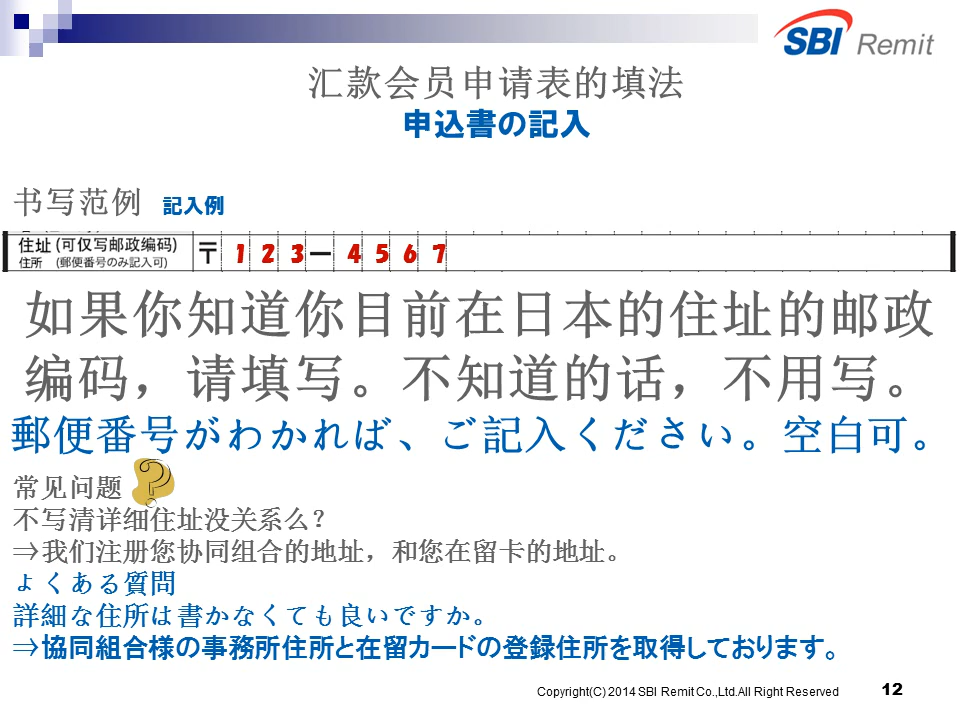 SBI Remit
汇款会员申请表的填法
申込書の記入
书写范例 記入例
住址 (可仅写邮政编码) 〒 1 2 3 － 4 5 6 7
住所 (郵便番号のみ記入可)
如果你知道你目前在日本的住址的邮政
编码，请填写。不知道的话，不用写。
郵便番号がわかれば、ご記入ください。空白可。
常见问题 ?
不写清详细住址没关系么？
⇒我们注册您协同组合的地址，和您在留卡的地址。
よくある質問
詳細な住所は書かなくても良いですか。
⇒協同組合様の事務所住所と在留カードの登録住所を取得しております。
Copyright(C) 2014 SBI Remit Co.,Ltd.All Right Reserved 12